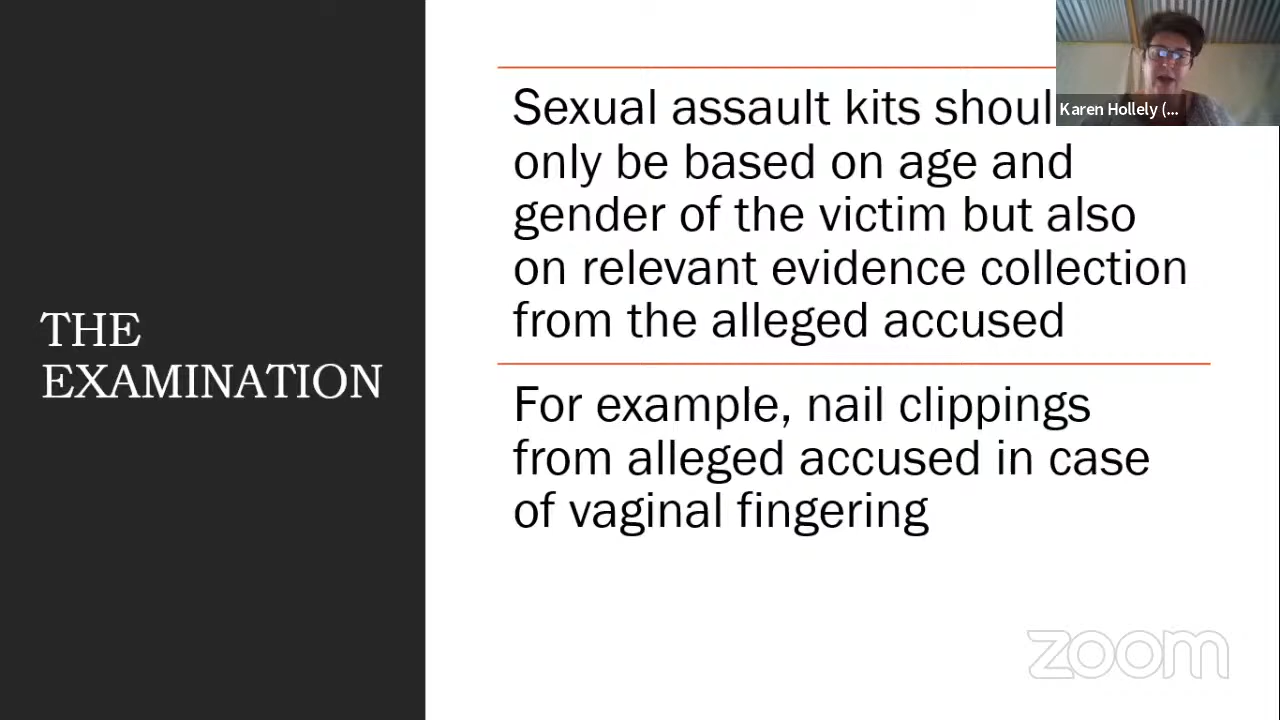 THE
EXAMINATION
Sexual assault kits shoul
only be based on age and
gender of the victim but also
on relevant evidence collection
from the alleged accused
For example, nail clippings
from alleged accused in case
of vaginal fingering
Karen Hollely (...
zoom